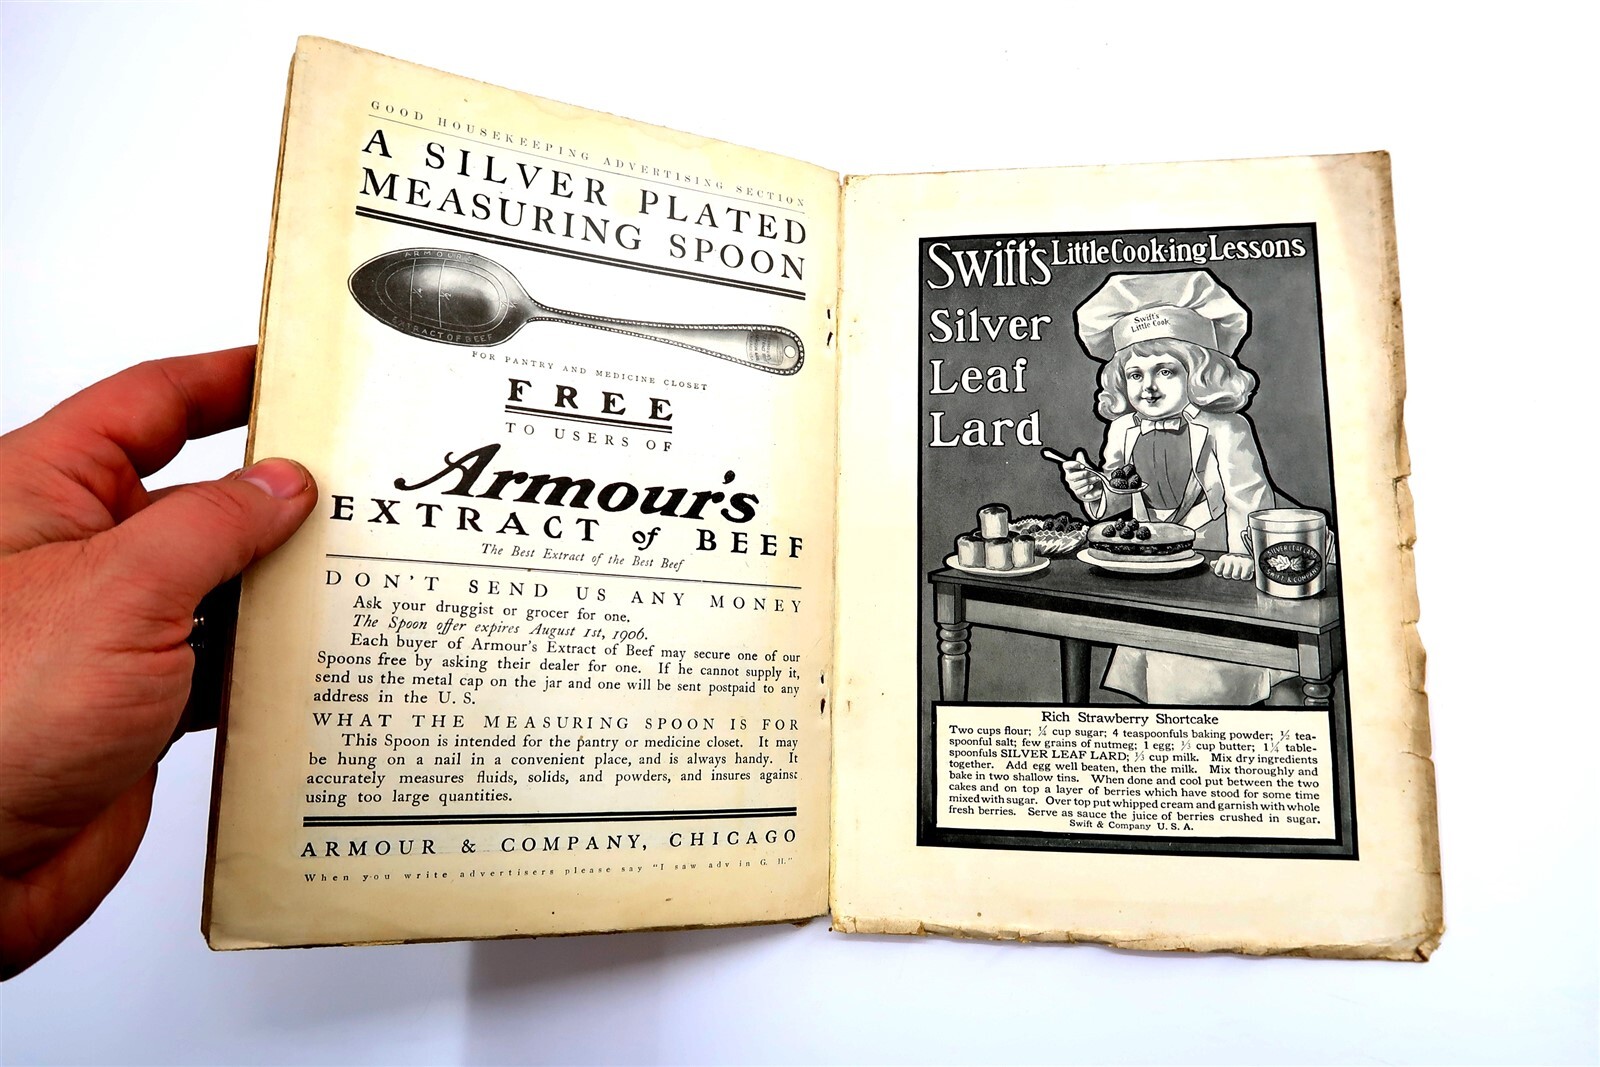 GOOD HOUSEKEEPING ADVERTISING SECTION
A SILVER PLATED
MEASURING SPOON
ARMOUR'S
EXTRACT OF BEEF
FOR PANTRY AND MEDICINE CLOSET
FREE
TO USERS OF
Armour's
EXTRACT of BEEF
The Best Extract of the Best Beef
DON'T SEND US ANY MONEY
Ask your druggist or grocer for one.
The Spoon offer expires August 1st, 1906.
Each buyer of Armour's Extract of Beef may secure one of our
Spoons free by asking their dealer for one. If he cannot supply it,
send us the metal cap on the jar and one will be sent postpaid to any
address in the U. S.
WHAT THE MEASURING SPOON IS FOR
This Spoon is intended for the pantry or medicine closet. It may
be hung on a nail in a convenient place, and is always handy. It
accurately measures fluids, solids, and powders, and insures against
using too large quantities.
ARMOUR & COMPANY, CHICAGO
When you write advertisers please say "I saw adv in G. H."
Swift's Little Cook-ing Lessons
Silver
Leaf
Lard
Swift's
Little Cook
SILVER LEAF LARD
SWIFT & COMPANY
Rich Strawberry Shortcake
Two cups flour; ¼ cup sugar; 4 teaspoonfuls baking powder; ½ tea-
spoonful salt; few grains of nutmeg; 1 egg; ⅓ cup butter; 1¼ table-
spoonfuls SILVER LEAF LARD; ⅓ cup milk. Mix dry ingredients
together. Add egg well beaten, then the milk. Mix thoroughly and
bake in two shallow tins. When done and cool put between the two
cakes and on top a layer of berries which have stood for some time
mixed with sugar. Over top put whipped cream and garnish with whole
fresh berries. Serve as sauce the juice of berries crushed in sugar.
Swift & Company U. S. A.